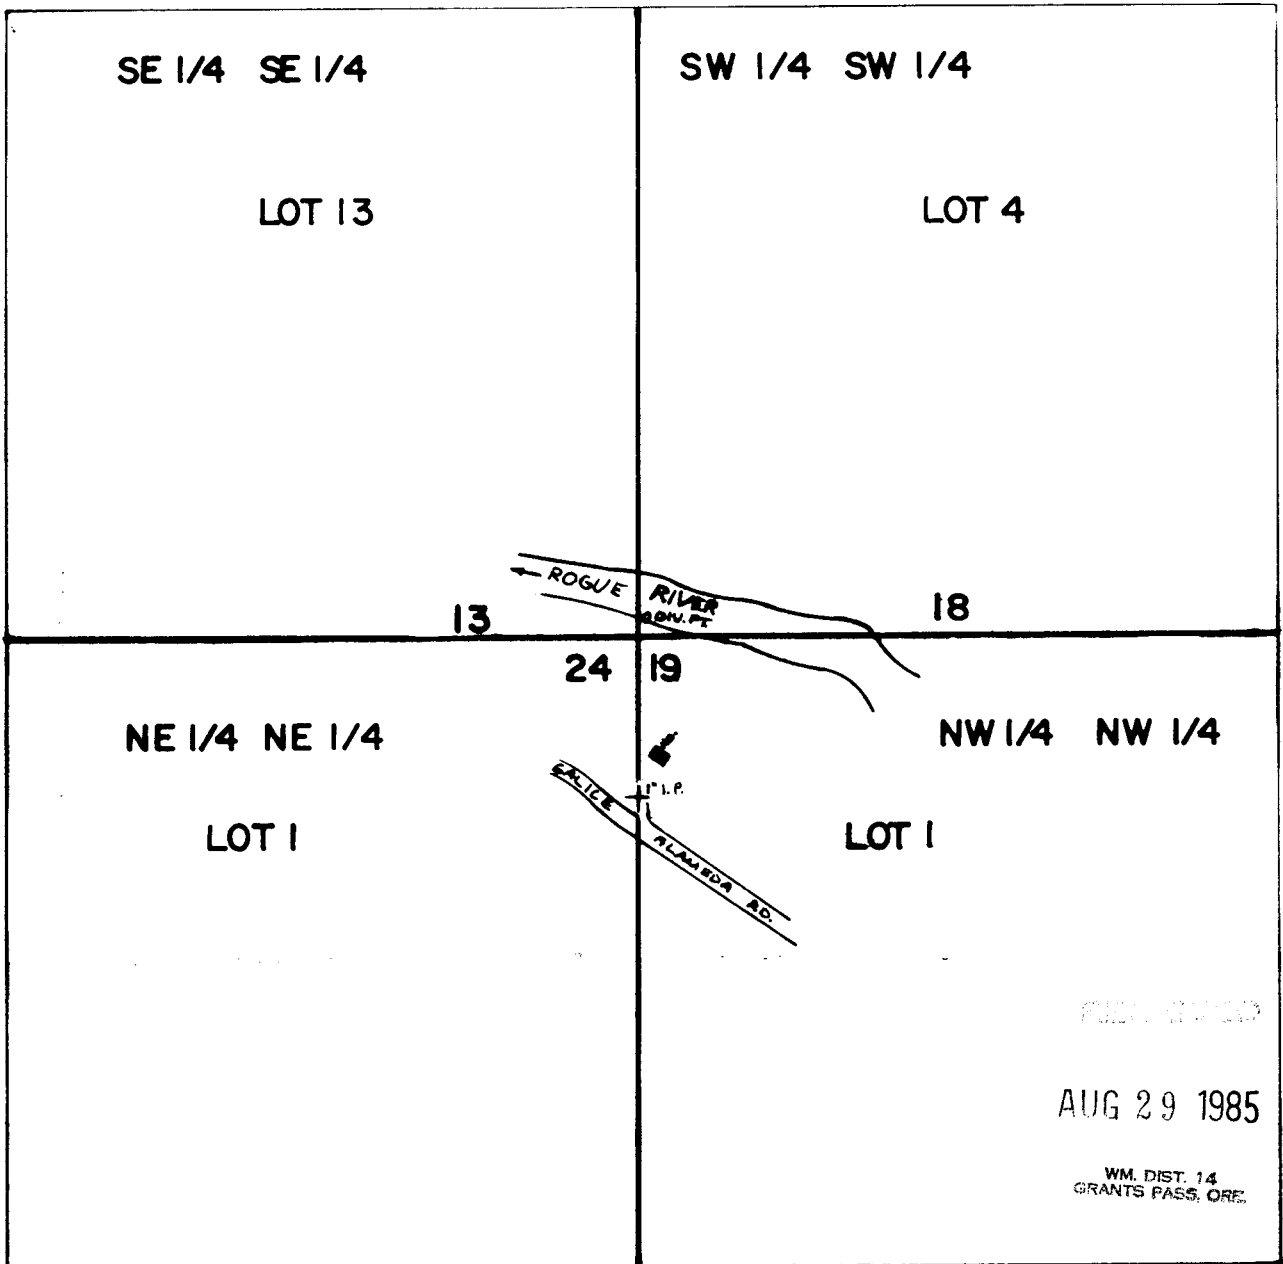 SE 1/4 SE 1/4
SW 1/4 SW 1/4
LOT 13
LOT 4
ROGUE RIVER
DIV. PT
13
18
24
19
NE 1/4 NE 1/4
NW 1/4 NW 1/4
1" I.P.
GALICE ALAMEDA RD.
LOT 1
LOT 1
AUG 29 1985
WM. DIST. 14
GRANTS PASS, ORE.